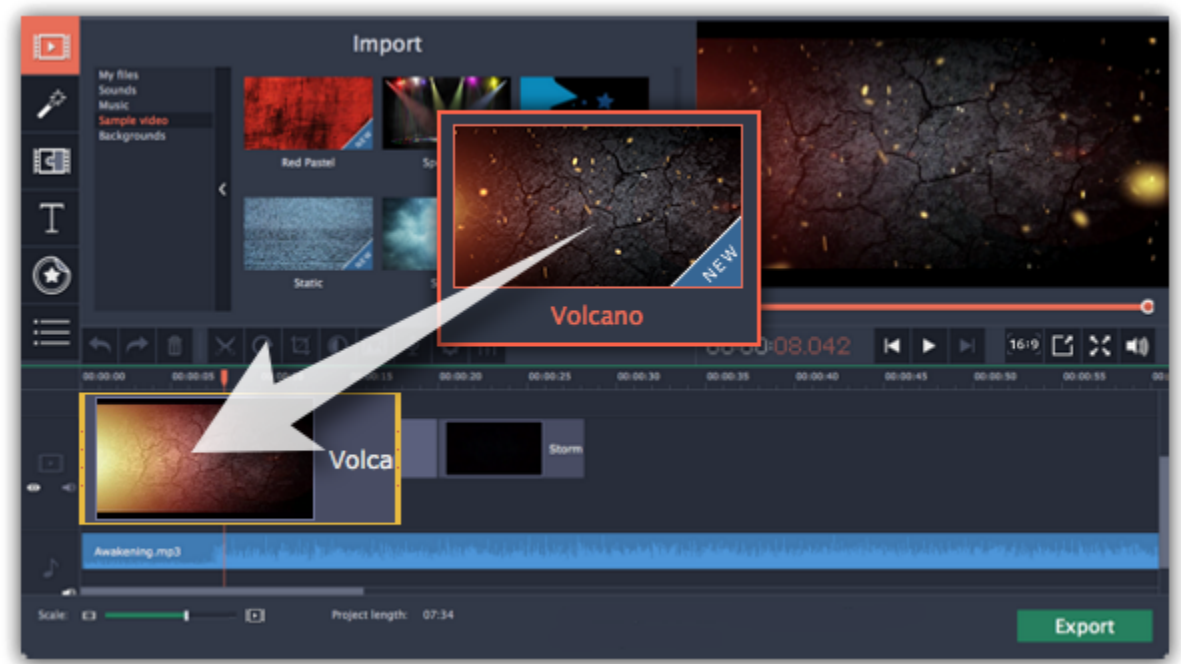 Import
My files
Sounds
Music
Sample video
Backgrounds
NEW
Red Pastel
Static
NEW
Volcano
08.042
16:9
00:00:00
00:00:05
00:00:15
00:00:20
00:00:25
00:00:30
00:00:35
00:00:40
00:00:45
00:00:50
00:00:55
T
Volca
Storm
Awakening.mp3
Scale:
Project length: 07:34
Export